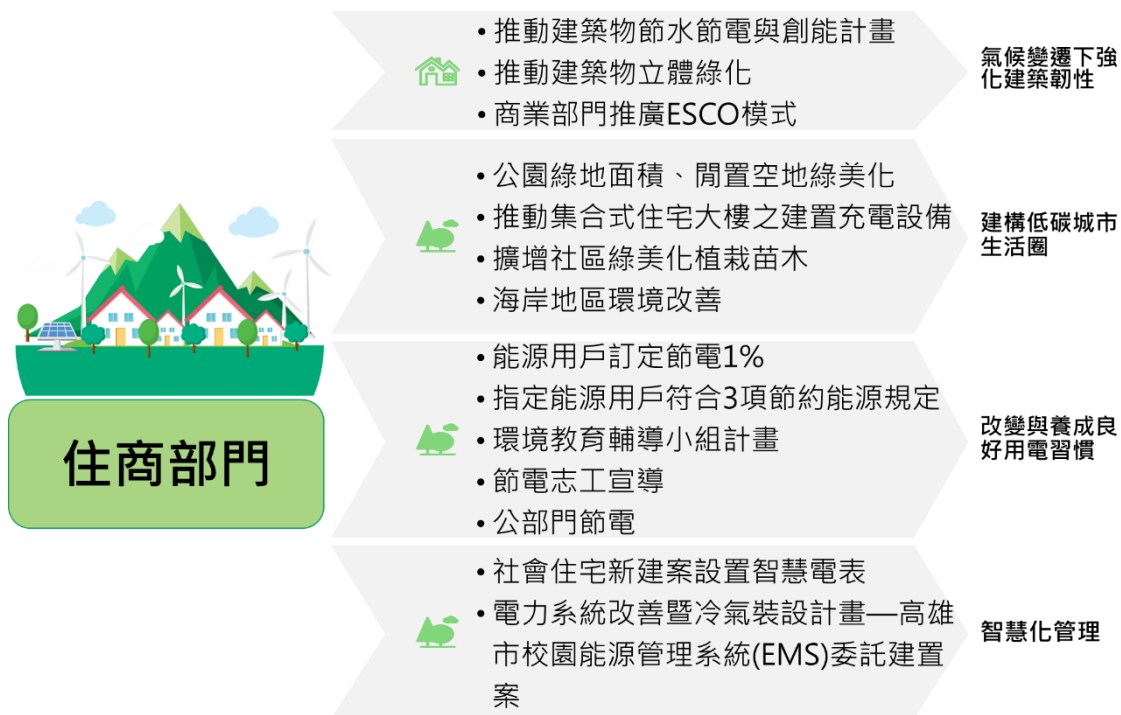 • 推動建築物節水節電與創能計畫
• 推動建築物立體綠化
• 商業部門推廣ESCO模式
氣候變遷下強
化建築韌性
• 公園綠地面積、閒置空地綠美化
• 推動集合式住宅大樓之建置充電設備
• 擴增社區綠美化植栽苗木
• 海岸地區環境改善
建構低碳城市
生活圈
住商部門
• 能源用戶訂定節電1%
• 指定能源用戶符合3項節約能源規定
• 環境教育輔導小組計畫
• 節電志工宣導
• 公部門節電
改變與養成良
好用電習慣
• 社會住宅新建案設置智慧電表
• 電力系統改善暨冷氣裝設計畫—高雄
市校園能源管理系統(EMS)委託建置
案
智慧化管理